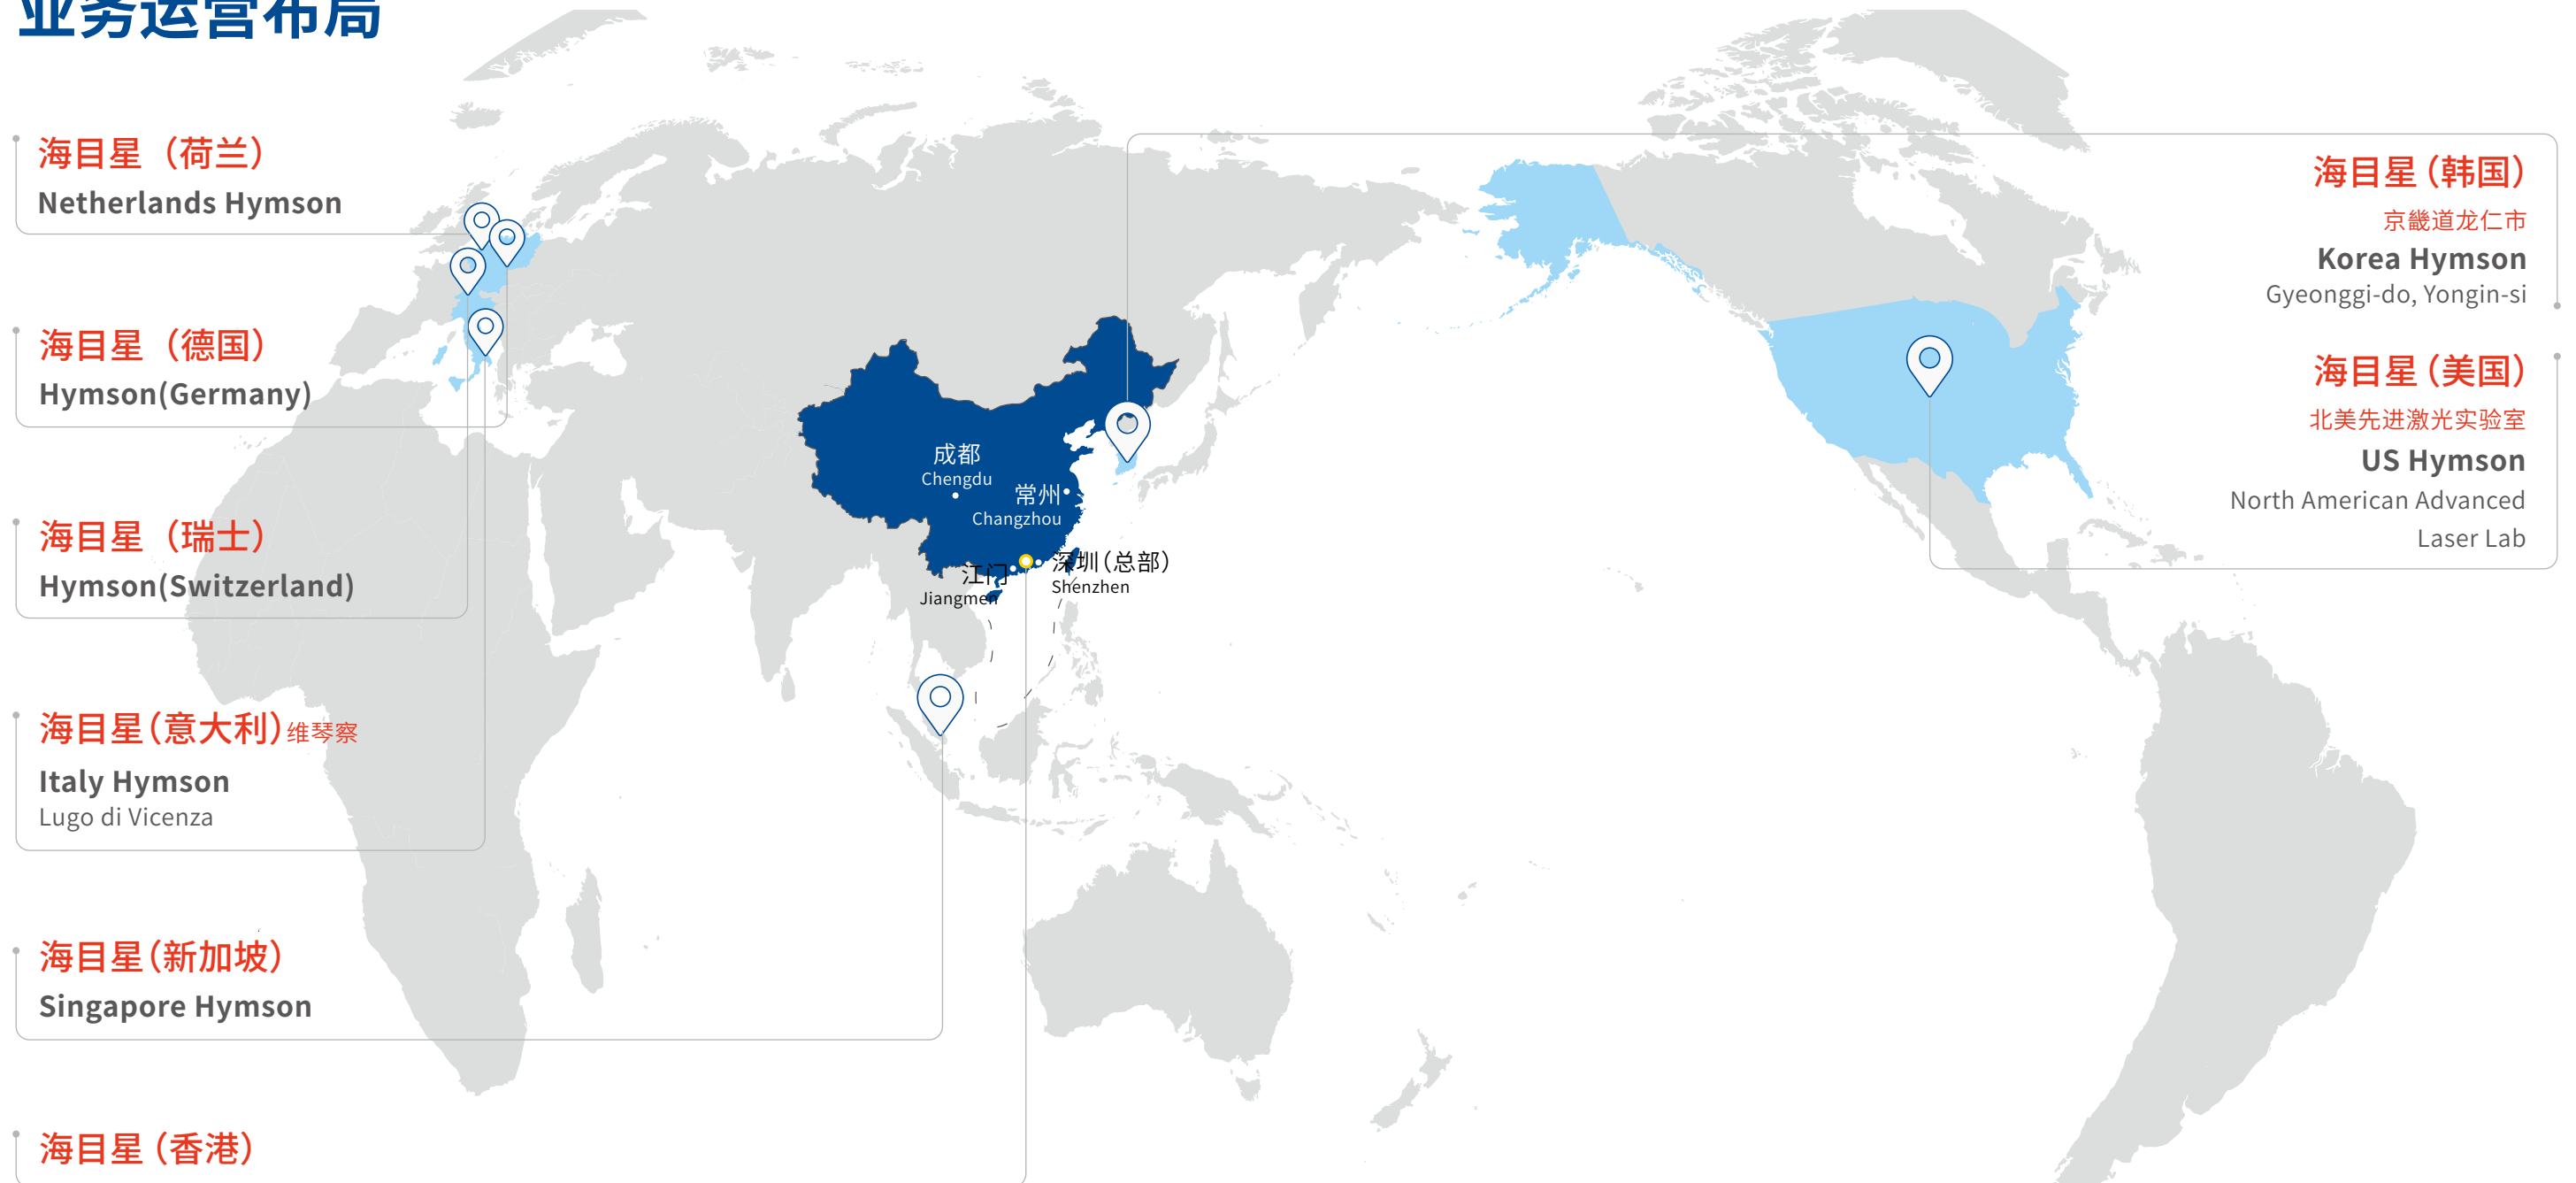 业务运营布局
海目星（荷兰）
Netherlands Hymson
海目星（德国）
Hymson(Germany)
海目星（瑞士）
Hymson(Switzerland)
海目星（意大利）维琴察
Italy Hymson
Lugo di Vicenza
海目星（新加坡）
Singapore Hymson
海目星（香港）
成都
Chengdu
常州
Changzhou
深圳（总部）
Shenzhen
江门
Jiangmen
海目星（韩国）
京畿道龙仁市
Korea Hymson
Gyeonggi-do, Yongin-si
海目星（美国）
北美先进激光实验室
US Hymson
North American Advanced
Laser Lab